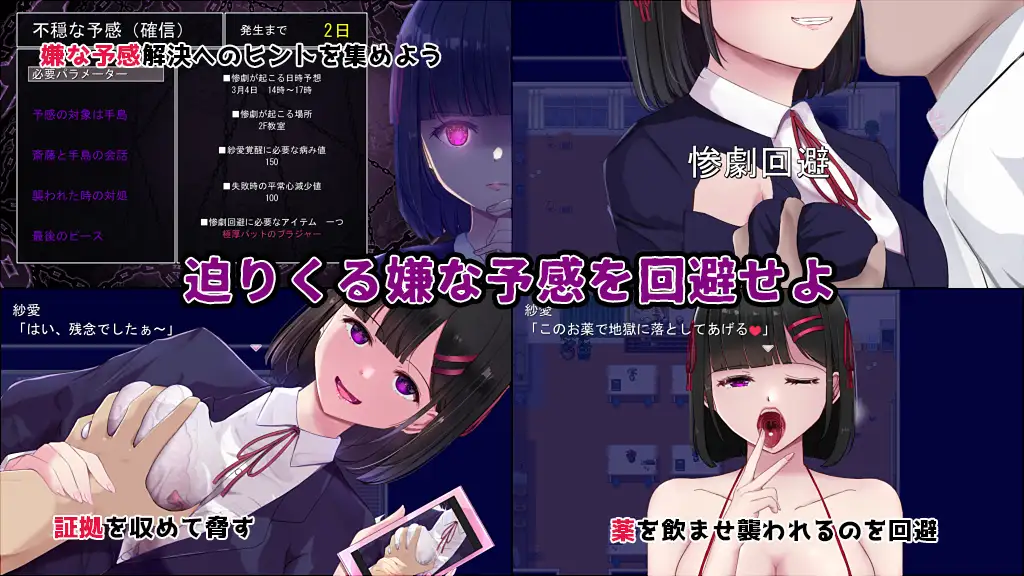 不穏な予感（確信）
発生まで 2日
嫌な予感解決へのヒントを集めよう
必要パラメーター
予感の対象は手島
斎藤と手島の会話
襲われた時の対処
最後のピース
■惨劇が起こる日時予想
3月4日 14時～17時
■惨劇が起こる場所
2F教室
■紗愛覚醒に必要な病み値
150
■失敗時の平常心減少値
100
■惨劇回避に必要なアイテム 一つ
極厚パットのブラジャー
惨劇回避
迫りくる嫌な予感を回避せよ
紗愛
「はい、残念でしたぁ～」
証拠を収めて脅す
紗愛
「このお薬で地獄に落としてあげる❤」
薬を飲ませ襲われるのを回避